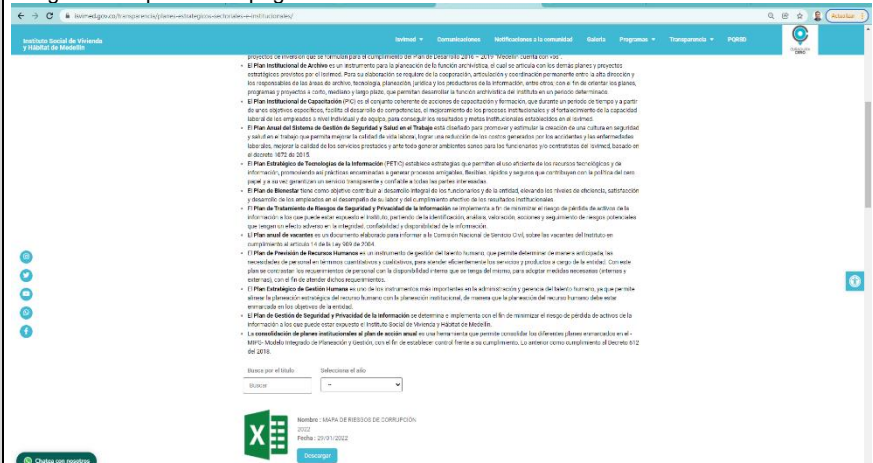 isvimed.gov.co/transparencia/planes-estrategicos-sectoriales-e-institucionales/
Actualizar
Instituto Social de Vivienda
y Hábitat de Medellín
Isvimed
Comunicaciones
Notificaciones a la comunidad
Galería
Programas
Transparencia
PQRSD
proyectos de inversión que se formulan para el cumplimiento del Plan de Desarrollo 2016 – 2019 "Medellín cuenta con vos".
• El Plan Institucional de Archivo es un instrumento para la planeación de la función archivística, el cual se articula con los demás planes y proyectos
estratégicos previstos por el Isvimed. Para su elaboración se requiere de la cooperación, articulación y coordinación permanente entre la alta dirección y
los responsables de las áreas de archivo, tecnología, planeación, jurídica y los productores de la información, entre otros, con el fin de orientar los planes,
programas y proyectos a corto, mediano y largo plazo, que permitan desarrollar la función archivística del Instituto en un período determinado.
• El Plan Institucional de Capacitación (PIC) es el conjunto coherente de acciones de capacitación y formación, que durante un periodo de tiempo y a partir
de unos objetivos específicos, facilita el desarrollo de competencias, el mejoramiento de los procesos institucionales y el fortalecimiento de la capacidad
laboral de los empleados a nivel individual y de equipo, para conseguir los resultados y metas institucionales establecidos en el Isvimed.
• El Plan Anual del Sistema de Gestión de Seguridad y Salud en el Trabajo está diseñado para promover y estimular la creación de una cultura en seguridad
y salud en el trabajo que permita mejorar la calidad de vida laboral, lograr una reducción de los costos generados por los accidentes y las enfermedades
laborales, mejorar la calidad de los servicios prestados y ante todo generar ambientes sanos para los funcionarios y/o contratistas del Isvimed, basado en
el decreto 1072 de 2015.
• El Plan Estratégico de Tecnologías de la Información (PETIC) establece estrategias que permiten el uso eficiente de los recursos tecnológicos y de
información, promoviendo así prácticas encaminadas a generar procesos amigables, flexibles, rápidos y seguros que contribuyan con la política del cero
papel y a su vez garantizan un servicio transparente y confiable a todas las partes interesadas.
• El Plan de Bienestar tiene como objetivo contribuir al desarrollo integral de los funcionarios y de la entidad, elevando los niveles de eficiencia, satisfacción
y desarrollo de los empleados en el desempeño de su labor y del cumplimiento efectivo de los resultados institucionales
• El Plan de Tratamiento de Riesgos de Seguridad y Privacidad de la Información se implementa a fin de minimizar el riesgo de pérdida de activos de la
información a los que puede estar expuesto el Instituto, partiendo de la identificación, análisis, valoración, acciones y seguimiento de riesgos potenciales
que tengan un efecto adverso en la integridad, confiabilidad y disponibilidad de la información.
• El Plan anual de vacantes es un documento elaborado para informar a la Comisión Nacional de Servicio Civil, sobre las vacantes del Instituto en
cumplimiento al artículo 14 de la Ley 909 de 2004.
• El Plan de Previsión de Recursos Humanos es un instrumento de gestión del talento humano, que permite determinar de manera anticipada, las
necesidades de personal en términos cuantitativos y cualitativos, para atender eficientemente los servicios y productos a cargo de la entidad. Con este
plan se contrastan los requerimientos de personal con la disponibilidad interna que se tenga del mismo, para adoptar medidas necesarias (internas y
externas), con el fin de atender dichos requerimientos.
• El Plan Estratégico de Gestión Humana es uno de los instrumentos más importantes en la administración y gerencia del talento humano, ya que permite
alinear la planeación estratégica del recurso humano con la planeación institucional, de manera que la planeación del recurso humano debe estar
enmarcada en los objetivos de la entidad.
• El Plan de Gestión de Seguridad y Privacidad de la Información se determina e implementa con el fin de minimizar el riesgo de pérdida de activos de la
información a los que puede estar expuesto el Instituto Social de Vivienda y Hábitat de Medellín.
• La consolidación de planes institucionales al plan de acción anual es una herramienta que permite consolidar los diferentes planes enmarcados en el -
MIPG- Modelo Integrado de Planeación y Gestión, con el fin de establecer control frente a su cumplimiento. Lo anterior como cumplimiento al Decreto 612
del 2018.
Busca por el título
Selecciona el año
Buscar
–
Nombre : MAPA DE RIESGOS DE CORRUPCIÓN
2022
Fecha : 29/01/2022
Descargar
Chatea con nosotros